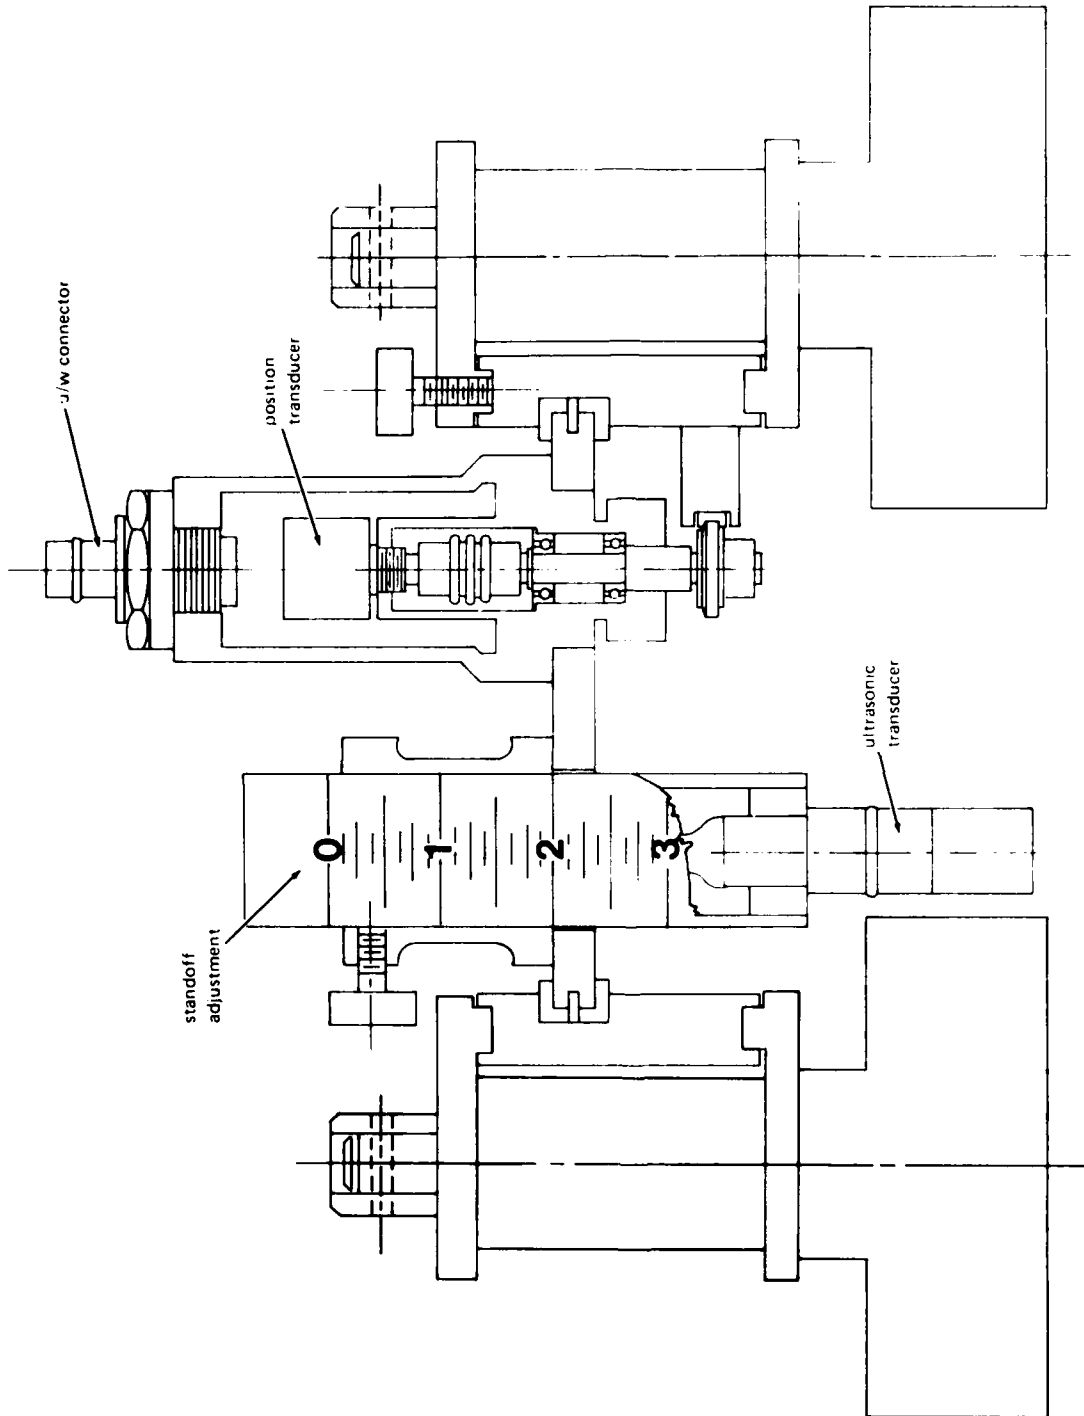 u/w connector
position
transducer
ultrasonic
transducer
standoff
adjustment
0
1
2
3